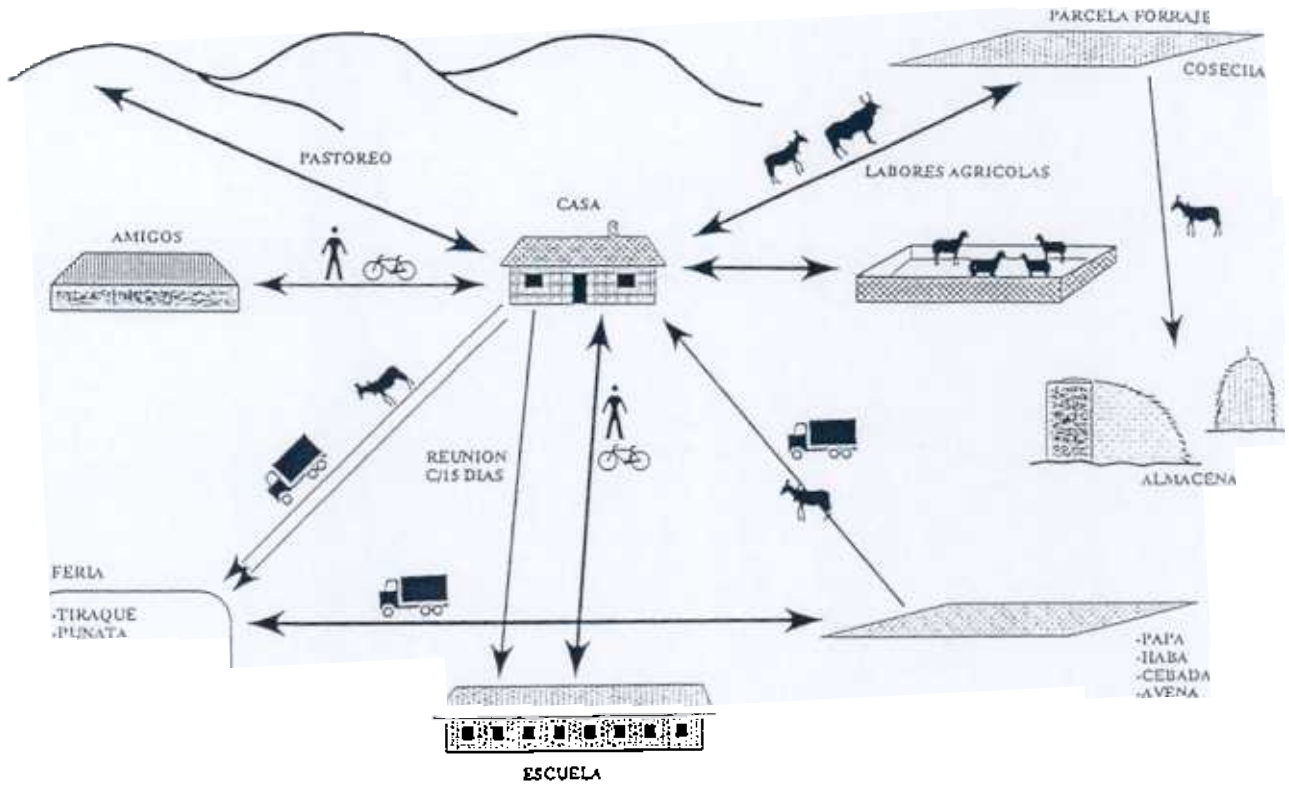 PARCELA FORRAJE
COSECHA
PASTOREO
LABORES AGRICOLAS
CASA
AMIGOS
REUNION
C/15 DIAS
ALMACENA
FERIA
-TIRAQUE
-PUNATA
-PAPA
-HABA
-CEBADA
-AVENA
ESCUELA